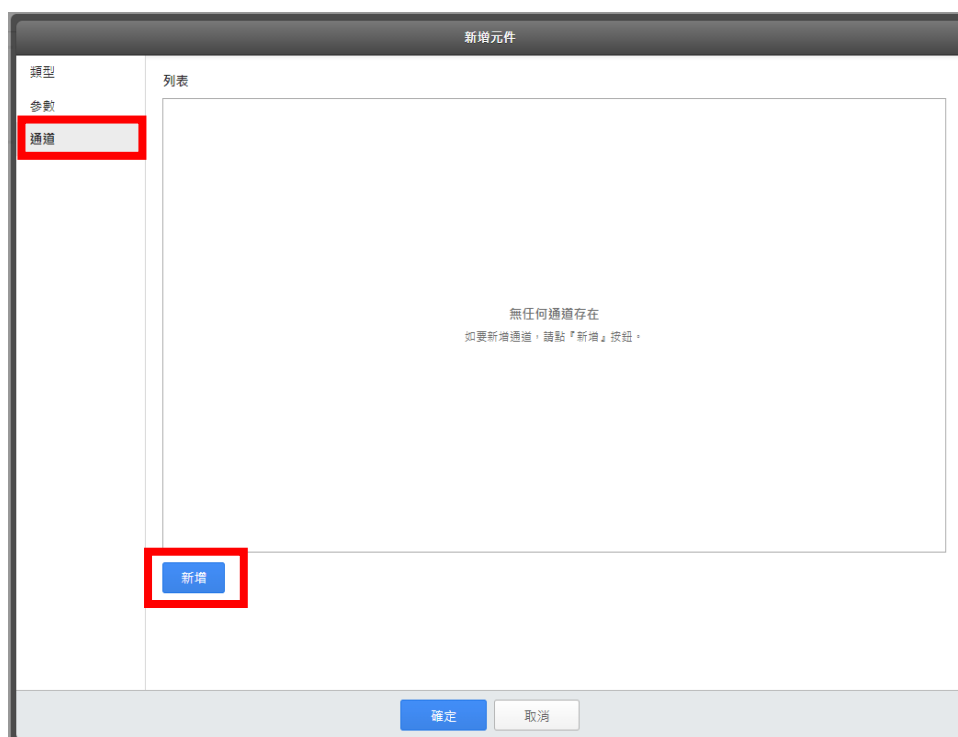 新增元件
類型
參數
通道
列表
無任何通道存在
如要新增通道，請點『新增』按鈕。
新增
確定
取消